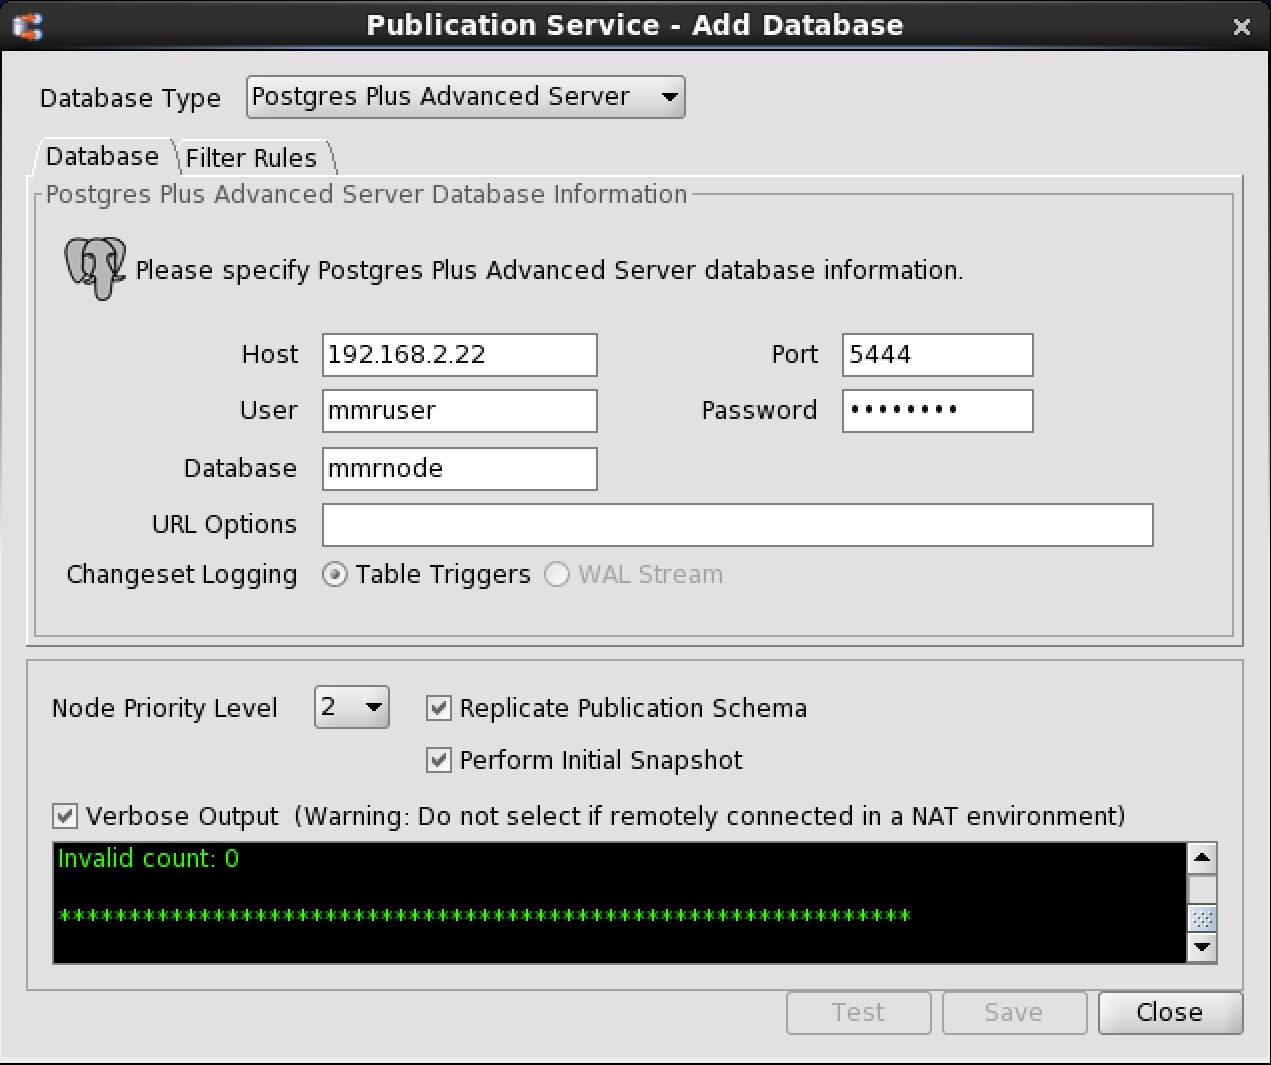 Publication Service - Add Database
Database Type Postgres Plus Advanced Server
Database Filter Rules
Postgres Plus Advanced Server Database Information
Please specify Postgres Plus Advanced Server database information.
Host 192.168.2.22 Port 5444
User mmruser Password ••••••••
Database mmrnode
URL Options
Changeset Logging Table Triggers WAL Stream
Node Priority Level 2 Replicate Publication Schema
Perform Initial Snapshot
Verbose Output (Warning: Do not select if remotely connected in a NAT environment)
Invalid count: 0
*************************************************************
Test Save Close